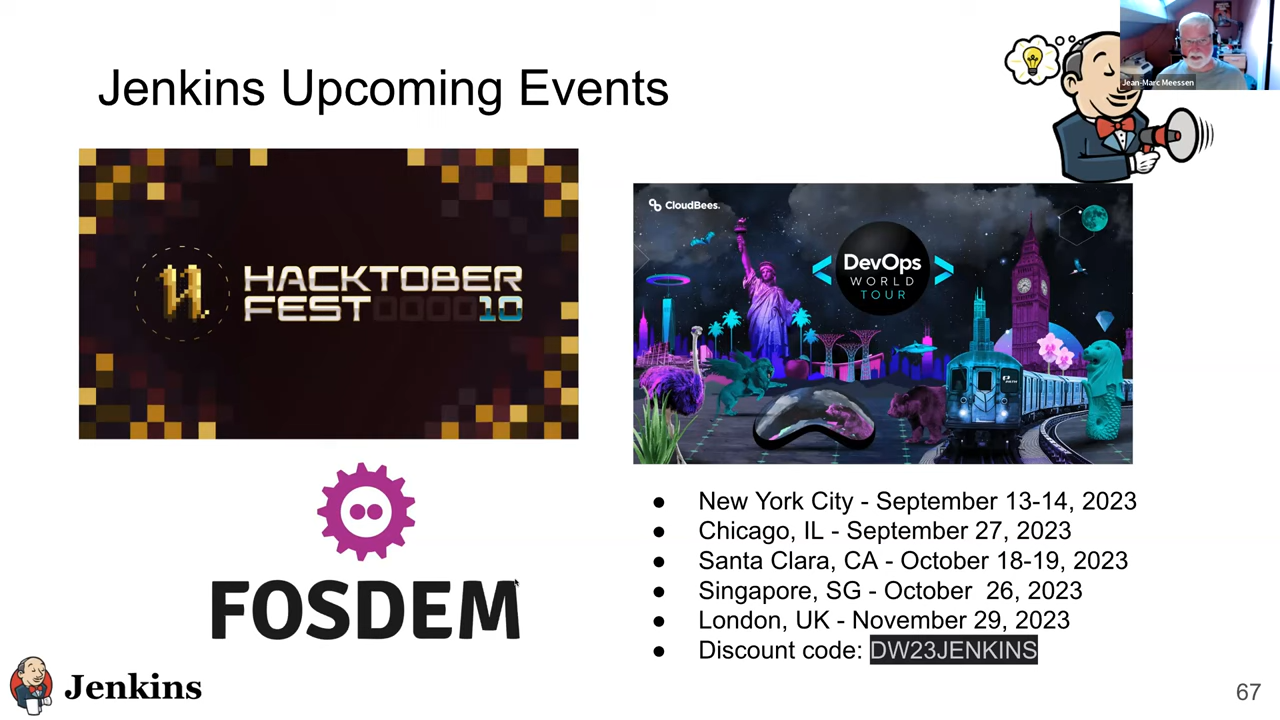 Jenkins Upcoming Events
Jean-Marc Meessen
HACKTOBER
FEST000010
CloudBees.
<DevOps>
WORLD
TOUR
FOSDEM
● New York City - September 13-14, 2023
● Chicago, IL - September 27, 2023
● Santa Clara, CA - October 18-19, 2023
● Singapore, SG - October  26, 2023
● London, UK - November 29, 2023
● Discount code: DW23JENKINS
Jenkins
67